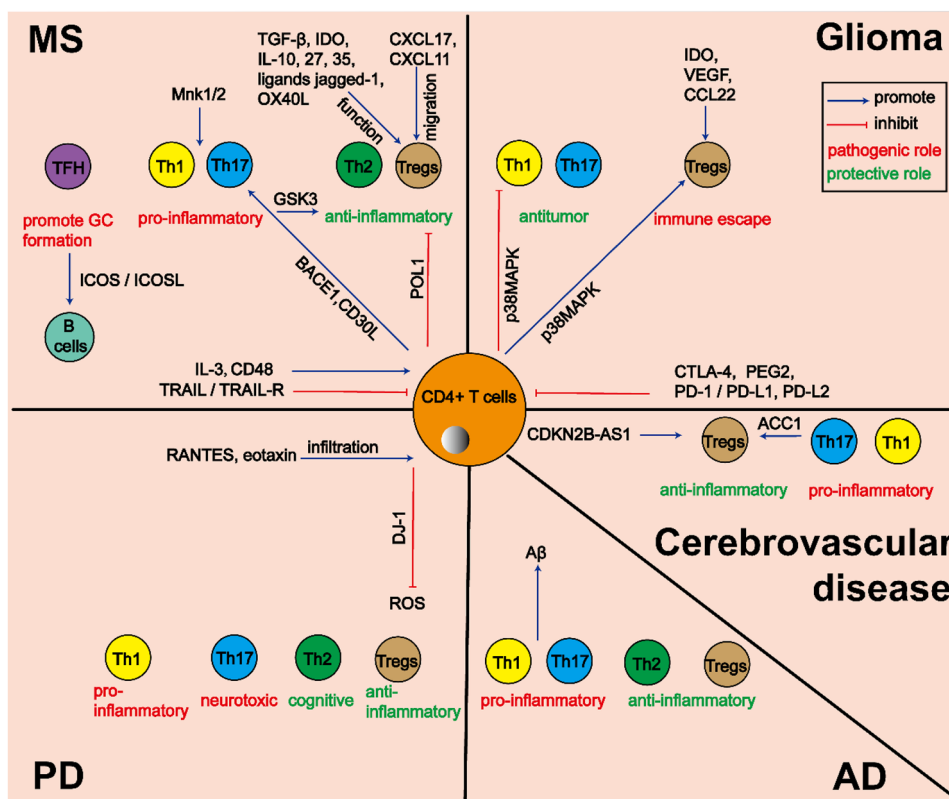 MS
TGF-β, IDO,
IL-10, 27, 35,
ligands jagged-1,
OX40L
CXCL17,
CXCL11
Mnk1/2
function
migration
TFH
Th1
Th17
Th2
Tregs
GSK3
promote GC
formation
pro-inflammatory
anti-inflammatory
ICOS / ICOSL
B
cells
BACE1,CD30L
POL1
IL-3, CD48
TRAIL / TRAIL-R
CD4+ T cells
Glioma
IDO,
VEGF,
CCL22
promote
inhibit
pathogenic role
protective role
Th1
Th17
Tregs
antitumor
immune escape
p38MAPK
p38MAPK
CTLA-4, PEG2,
PD-1 / PD-L1, PD-L2
CDKN2B-AS1
Tregs
ACC1
Th17
Th1
anti-inflammatory
pro-inflammatory
Cerebrovascular
disease
RANTES, eotaxin
infiltration
DJ-1
ROS
Th1
Th17
Th2
Tregs
pro-
inflammatory
neurotoxic
cognitive
anti-
inflammatory
PD
Aβ
Th1
Th17
Th2
Tregs
pro-inflammatory
anti-inflammatory
AD